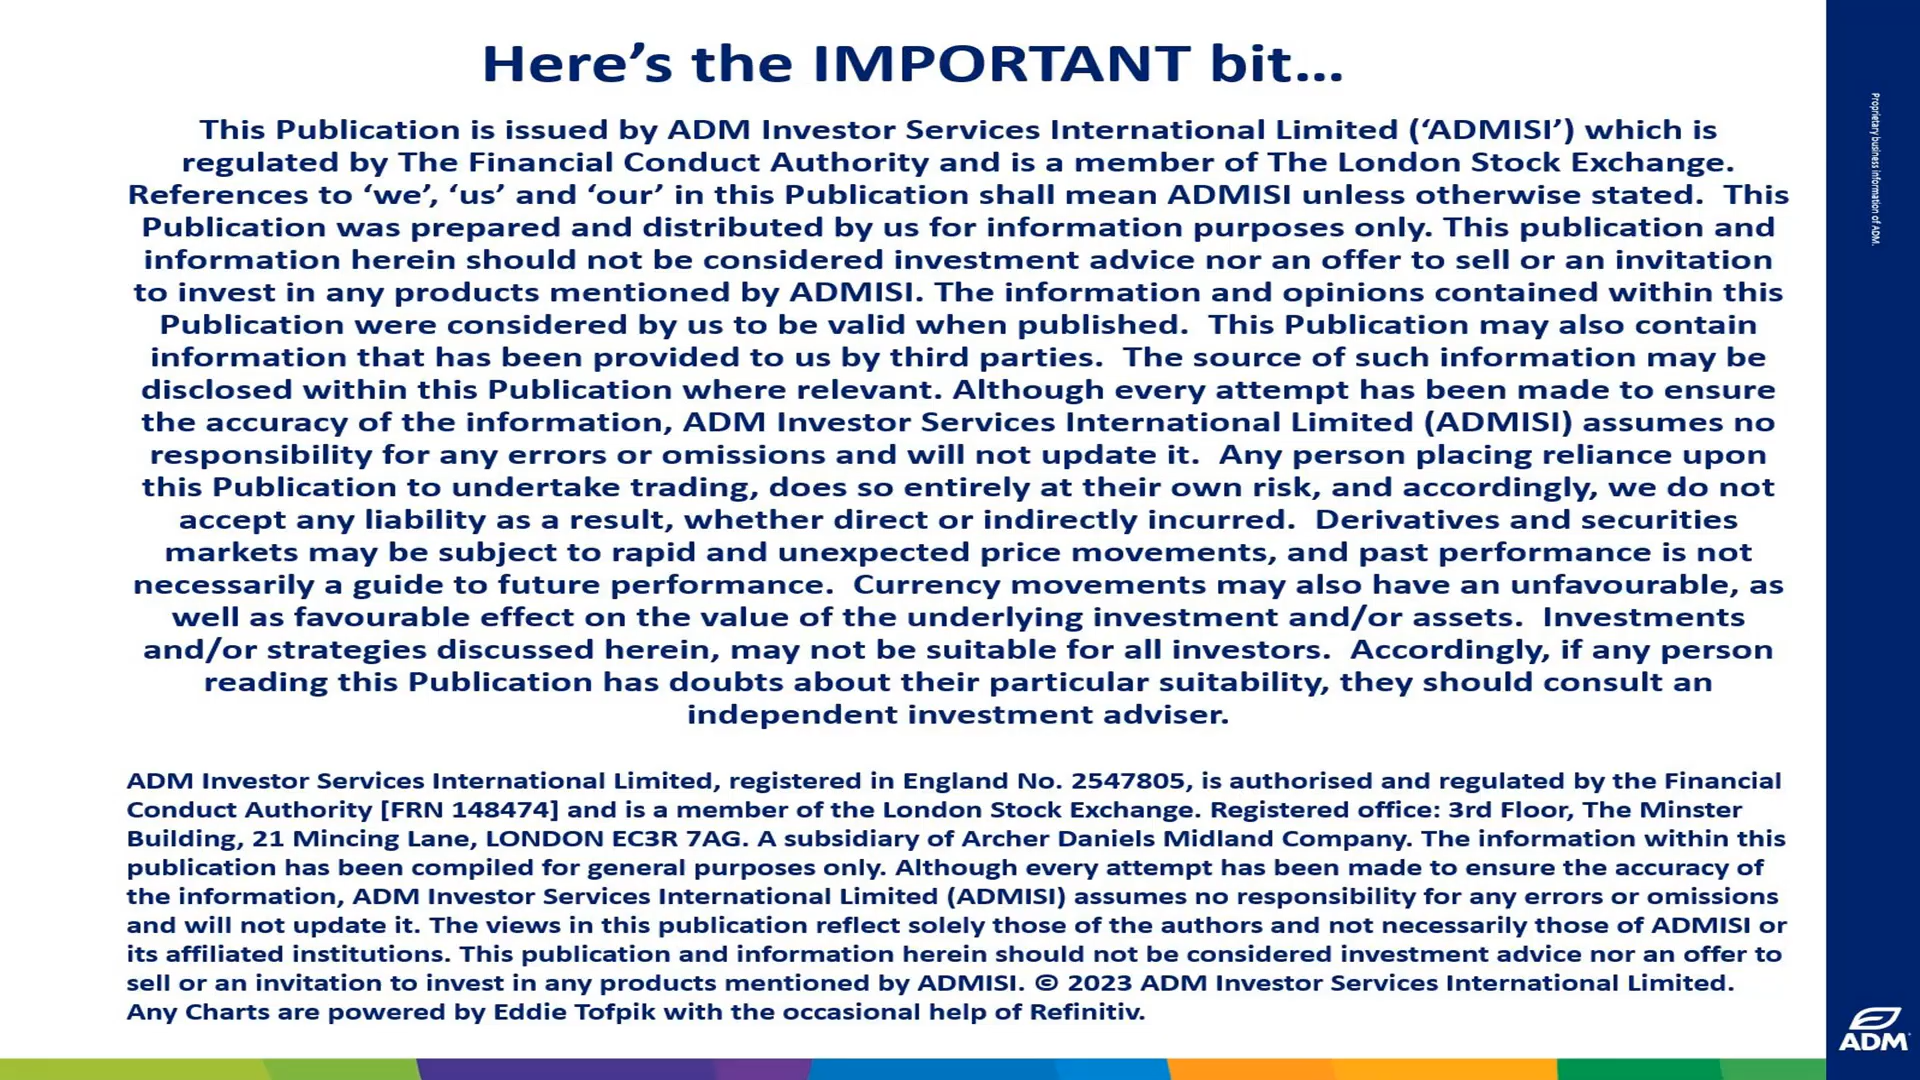 Here’s the IMPORTANT bit…
This Publication is issued by ADM Investor Services International Limited (‘ADMISI’) which is
regulated by The Financial Conduct Authority and is a member of The London Stock Exchange.
References to ‘we’, ‘us’ and ‘our’ in this Publication shall mean ADMISI unless otherwise stated.  This
Publication was prepared and distributed by us for information purposes only. This publication and
information herein should not be considered investment advice nor an offer to sell or an invitation
to invest in any products mentioned by ADMISI. The information and opinions contained within this
Publication were considered by us to be valid when published.  This Publication may also contain
information that has been provided to us by third parties.  The source of such information may be
disclosed within this Publication where relevant. Although every attempt has been made to ensure
the accuracy of the information, ADM Investor Services International Limited (ADMISI) assumes no
responsibility for any errors or omissions and will not update it.  Any person placing reliance upon
this Publication to undertake trading, does so entirely at their own risk, and accordingly, we do not
accept any liability as a result, whether direct or indirectly incurred.  Derivatives and securities
markets may be subject to rapid and unexpected price movements, and past performance is not
necessarily a guide to future performance.  Currency movements may also have an unfavourable, as
well as favourable effect on the value of the underlying investment and/or assets.  Investments
and/or strategies discussed herein, may not be suitable for all investors.  Accordingly, if any person
reading this Publication has doubts about their particular suitability, they should consult an
independent investment adviser.
ADM Investor Services International Limited, registered in England No. 2547805, is authorised and regulated by the Financial
Conduct Authority [FRN 148474] and is a member of the London Stock Exchange. Registered office: 3rd Floor, The Minster
Building, 21 Mincing Lane, LONDON EC3R 7AG. A subsidiary of Archer Daniels Midland Company. The information within this
publication has been compiled for general purposes only. Although every attempt has been made to ensure the accuracy of
the information, ADM Investor Services International Limited (ADMISI) assumes no responsibility for any errors or omissions
and will not update it. The views in this publication reflect solely those of the authors and not necessarily those of ADMISI or
its affiliated institutions. This publication and information herein should not be considered investment advice nor an offer to
sell or an invitation to invest in any products mentioned by ADMISI. © 2023 ADM Investor Services International Limited.
Any Charts are powered by Eddie Tofpik with the occasional help of Refinitiv.
Proprietary business information of ADM.
ADM